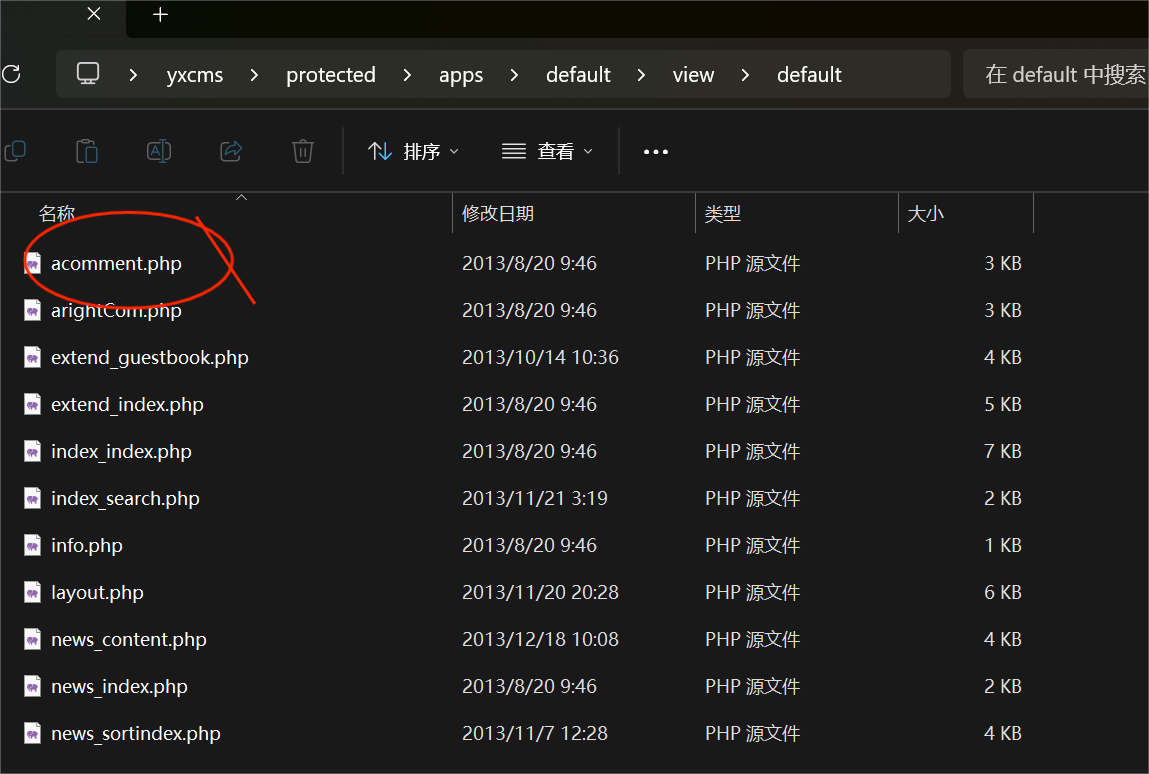 yxcms protected apps default view default 在 default 中搜索
排序 查看
名称 修改日期 类型 大小
acomment.php 2013/8/20 9:46 PHP 源文件 3 KB
arightCom.php 2013/8/20 9:46 PHP 源文件 3 KB
extend_guestbook.php 2013/10/14 10:36 PHP 源文件 4 KB
extend_index.php 2013/8/20 9:46 PHP 源文件 5 KB
index_index.php 2013/8/20 9:46 PHP 源文件 7 KB
index_search.php 2013/11/21 3:19 PHP 源文件 2 KB
info.php 2013/8/20 9:46 PHP 源文件 1 KB
layout.php 2013/11/20 20:28 PHP 源文件 6 KB
news_content.php 2013/12/18 10:08 PHP 源文件 4 KB
news_index.php 2013/8/20 9:46 PHP 源文件 2 KB
news_sortindex.php 2013/11/7 12:28 PHP 源文件 4 KB